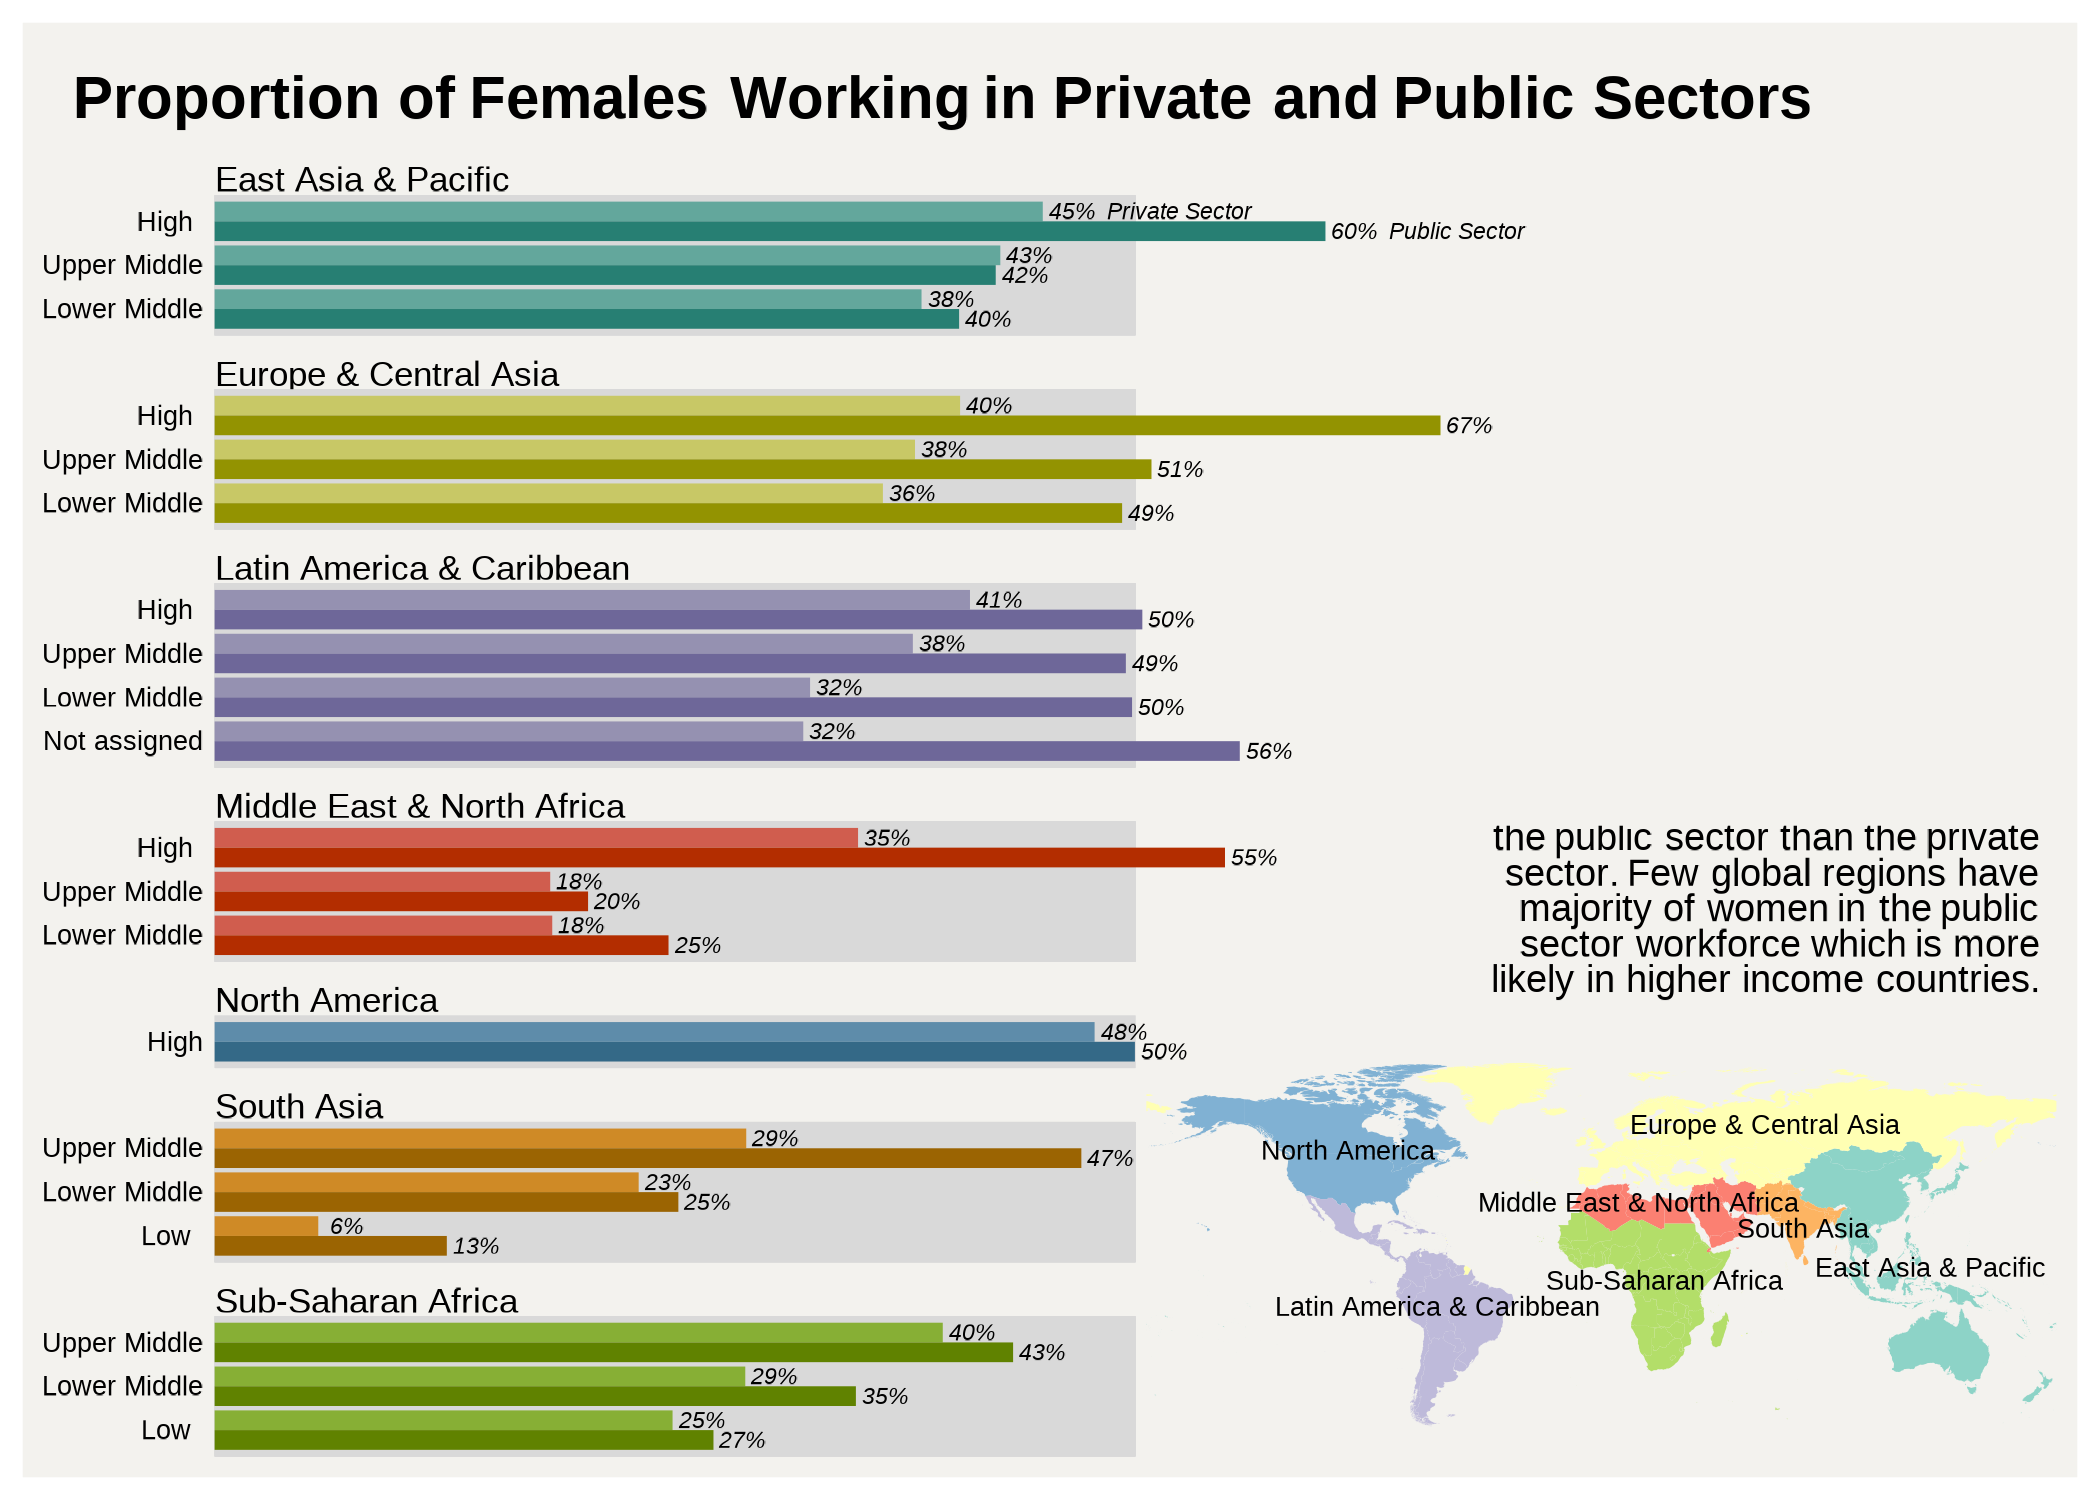 Proportion of Females Working in Private and Public Sectors
East Asia & Pacific
High 45% Private Sector
60% Public Sector
Upper Middle 43%
42%
Lower Middle 38%
40%
Europe & Central Asia
High 40%
67%
Upper Middle 38%
51%
Lower Middle 36%
49%
Latin America & Caribbean
High 41%
50%
Upper Middle 38%
49%
Lower Middle 32%
50%
Not assigned 32%
56%
Middle East & North Africa
High 35%
55%
Upper Middle 18%
20%
Lower Middle 18%
25%
North America
High 48%
50%
South Asia
Upper Middle 29%
47%
Lower Middle 23%
25%
Low 6%
13%
Sub-Saharan Africa
Upper Middle 40%
43%
Lower Middle 29%
35%
Low 25%
27%
the public sector than the private
sector. Few global regions have
majority of women in the public
sector workforce which is more
likely in higher income countries.
Europe & Central Asia
North America
Middle East & North Africa
South Asia
East Asia & Pacific
Sub-Saharan Africa
Latin America & Caribbean